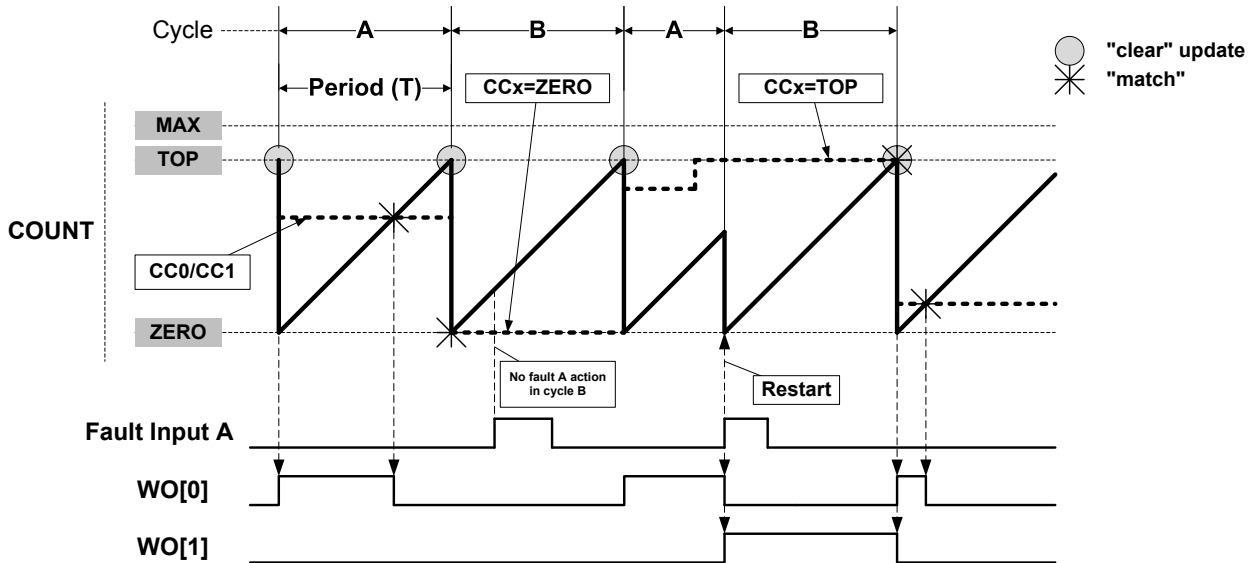 Cycle
A
B
A
B
"clear" update
"match"
Period (T)
CCx=ZERO
CCx=TOP
MAX
TOP
COUNT
CC0/CC1
ZERO
No fault A action
in cycle B
Restart
Fault Input A
WO[0]
WO[1]